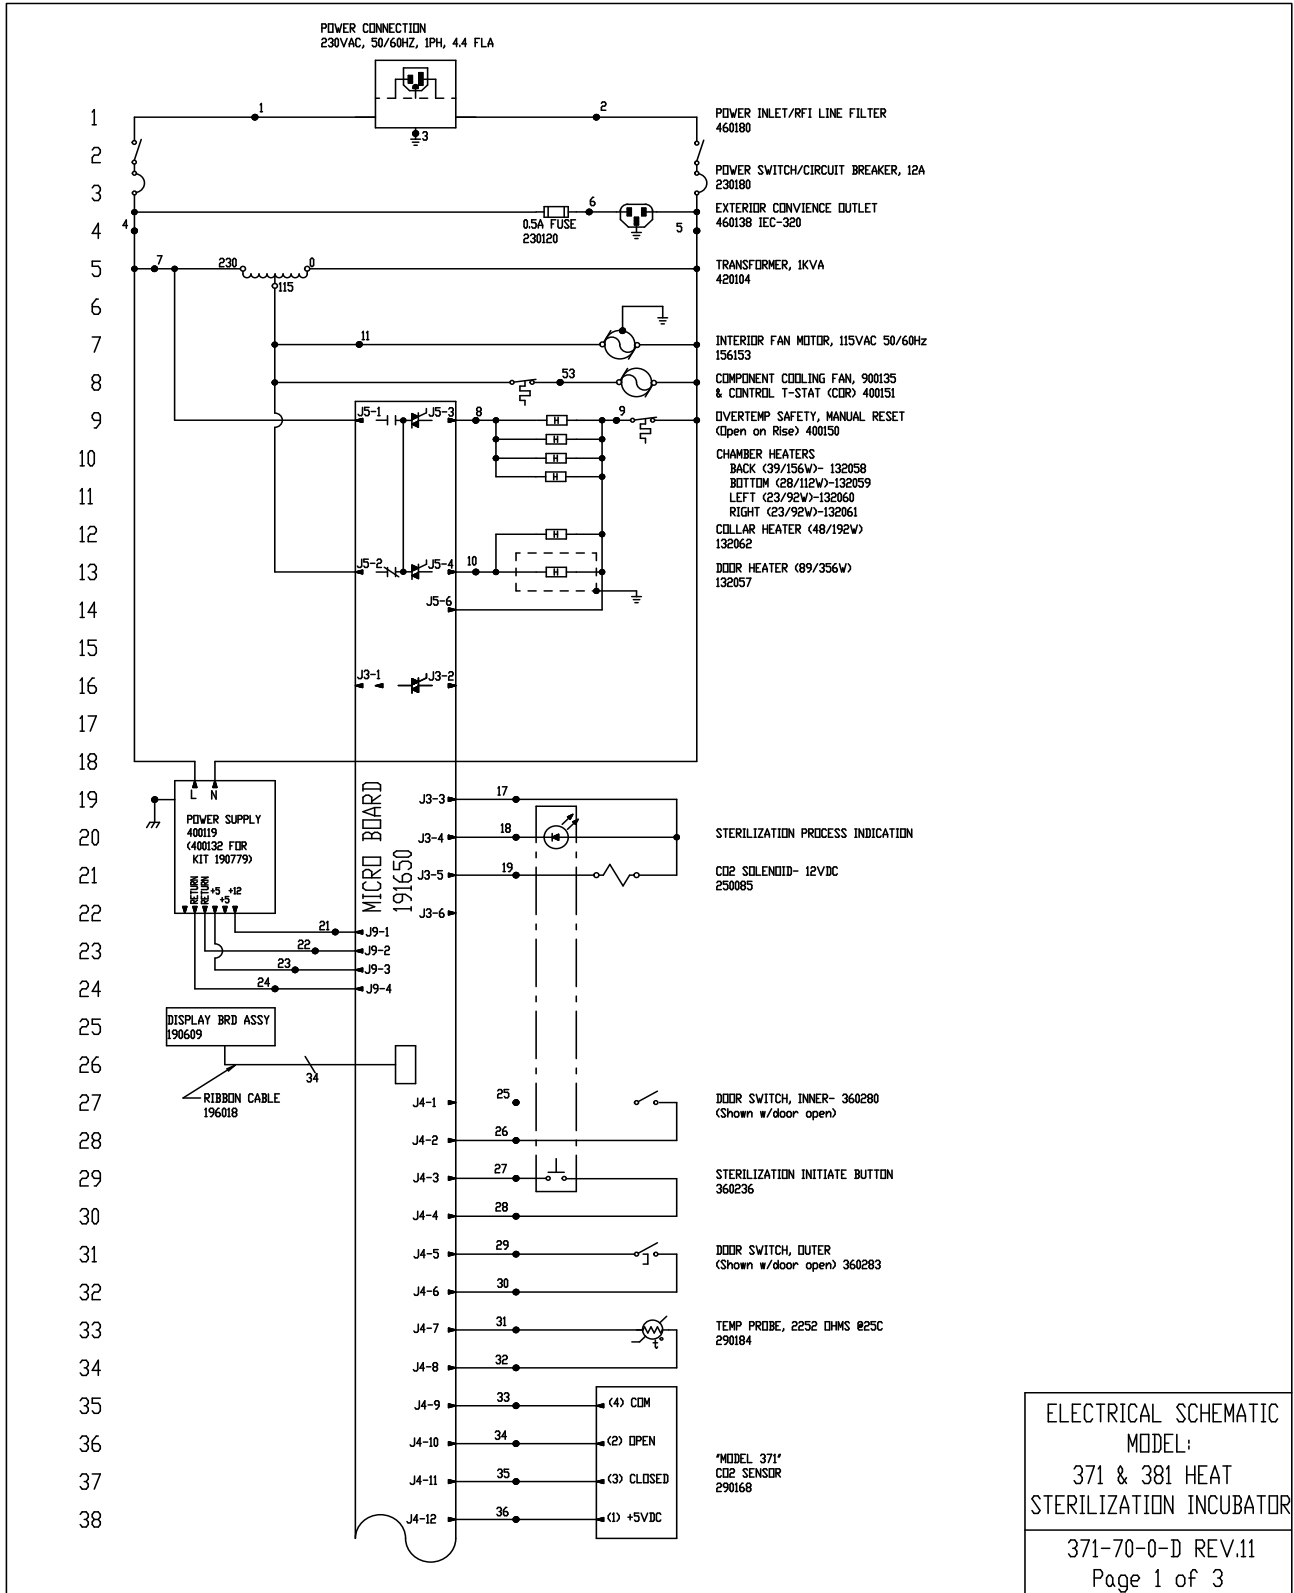 POWER CONNECTION
230VAC, 50/60HZ, 1PH, 4.4 FLA
1
1
2
3
POWER INLET/RFI LINE FILTER
460180
2
POWER SWITCH/CIRCUIT BREAKER, 12A
230180
3
6
EXTERIOR CONVIENCE OUTLET
460138 IEC-320
0.5A FUSE
230120
4
4
5
5
7
230
0
115
TRANSFORMER, 1KVA
420104
6
7
11
INTERIOR FAN MOTOR, 115VAC 50/60Hz
156153
8
53
COMPONENT COOLING FAN, 900135
& CONTROL T-STAT (COR) 400151
9
J5-1
J5-3
8
H
9
OVERTEMP SAFETY, MANUAL RESET
(Open on Rise) 400150
H
10
H
H
CHAMBER HEATERS
BACK (39/156W)- 132058
BOTTOM (28/112W)-132059
11
LEFT (23/92W)-132060
RIGHT (23/92W)-132061
12
H
COLLAR HEATER (48/192W)
132062
13
J5-2
J5-4
10
H
DOOR HEATER (89/356W)
132057
14
J5-6
15
16
J3-1
J3-2
17
18
19
L N
POWER SUPPLY
400119
(400132 FOR
KIT 190779)
RETURN
RETURN
+5
+5
+12
MICRO BOARD
191650
J3-3
17
20
J3-4
18
STERILIZATION PROCESS INDICATION
21
J3-5
19
CO2 SOLENOID- 12VDC
250085
22
J3-6
21
J9-1
23
22
J9-2
23
J9-3
24
24
J9-4
25
DISPLAY BRD ASSY
190609
26
34
RIBBON CABLE
196018
27
J4-1
25
DOOR SWITCH, INNER- 360280
(Shown w/door open)
28
J4-2
26
29
J4-3
27
STERILIZATION INITIATE BUTTON
360236
30
J4-4
28
31
J4-5
29
DOOR SWITCH, OUTER
(Shown w/door open) 360283
32
J4-6
30
33
J4-7
31
t°
TEMP PROBE, 2252 OHMS @25C
290184
34
J4-8
32
35
J4-9
33
(4) COM
36
J4-10
34
(2) OPEN
37
J4-11
35
(3) CLOSED
"MODEL 371"
CO2 SENSOR
290168
38
J4-12
36
(1) +5VDC
ELECTRICAL SCHEMATIC
MODEL:
371 & 381 HEAT
STERILIZATION INCUBATOR
371-70-0-D REV.11
Page 1 of 3